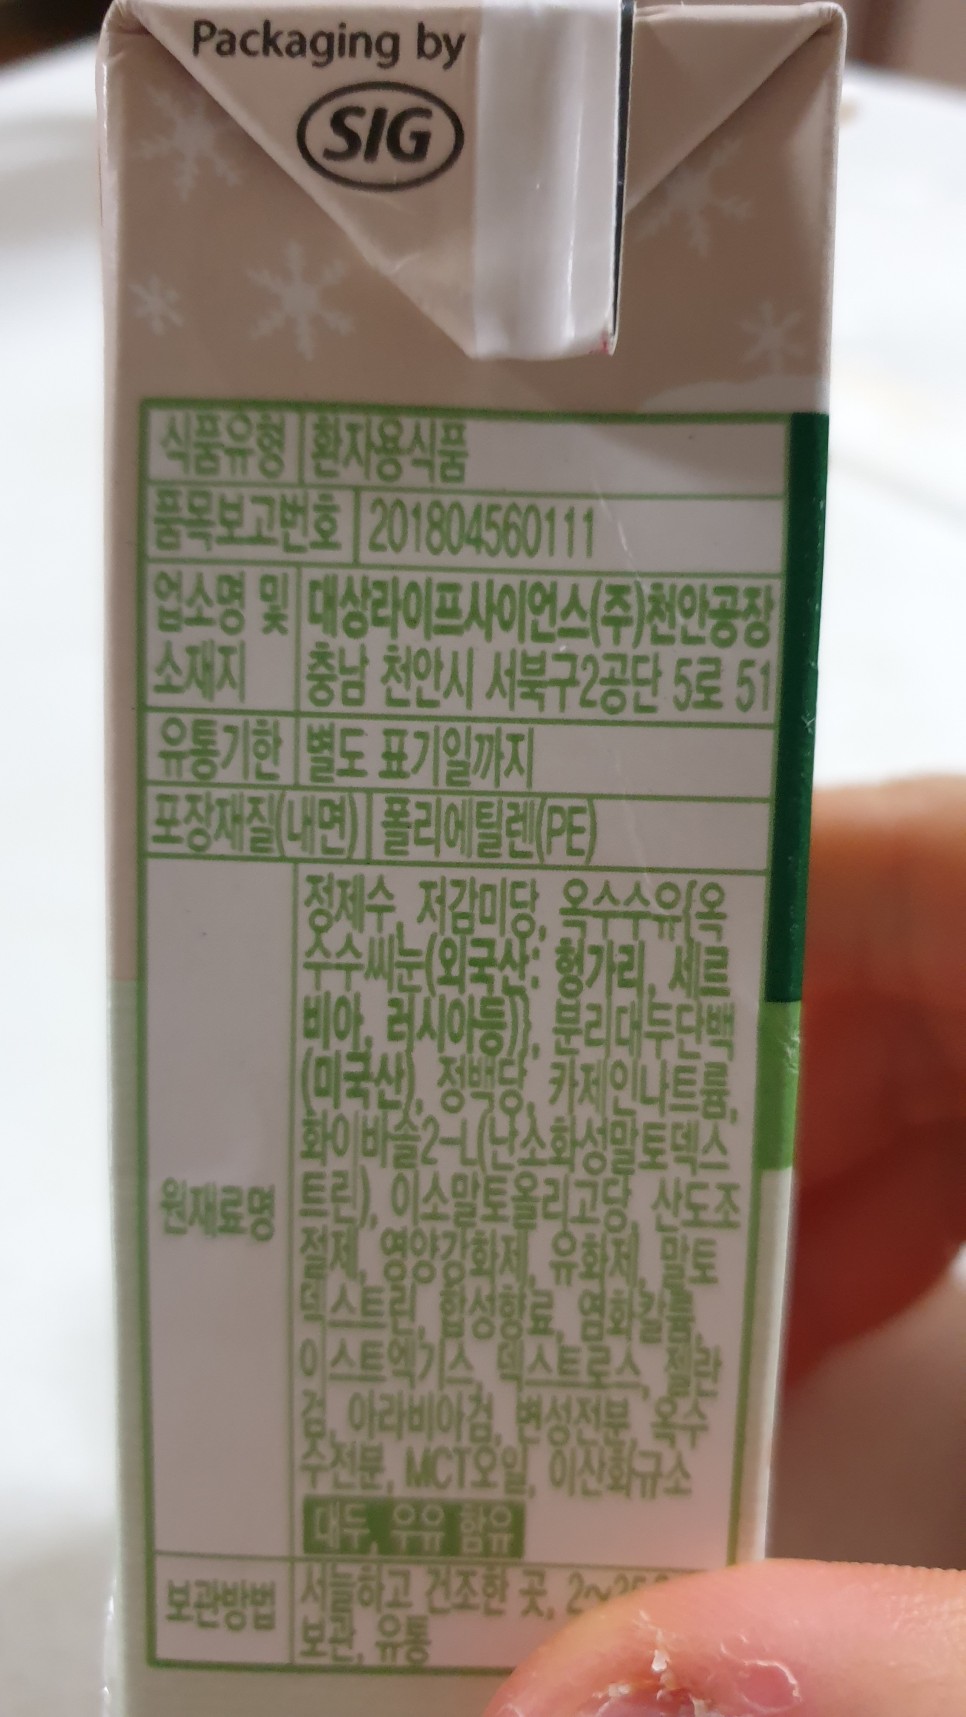 Packaging by
SIG
식품유형 환자용식품
품목보고번호 201804560111
업소명 및 대상라이프사이언스(주)천안공장
소재지 충남 천안시 서북구2공단 5로 51
유통기한 별도 표기일까지
포장재질(내면) 폴리에틸렌(PE)
정제수, 저감미당, 옥수수유{옥
수수씨눈(외국산: 헝가리, 세르
비아, 러시아등)}, 분리대두단백
(미국산), 정백당, 카제인나트륨,
화이바솔2-L(난소화성말토덱스
원재료명 트린), 이소말토올리고당, 산도조
절제, 영양강화제, 유화제, 말토
덱스트린, 합성향료, 염화칼륨,
이스트엑기스, 덱스트로스, 젤란
검, 아라비아검, 변성전분, 옥수
수전분, MCT오일, 이산화규소
대두, 우유 함유
보관방법 서늘하고 건조한 곳,
보관, 유통